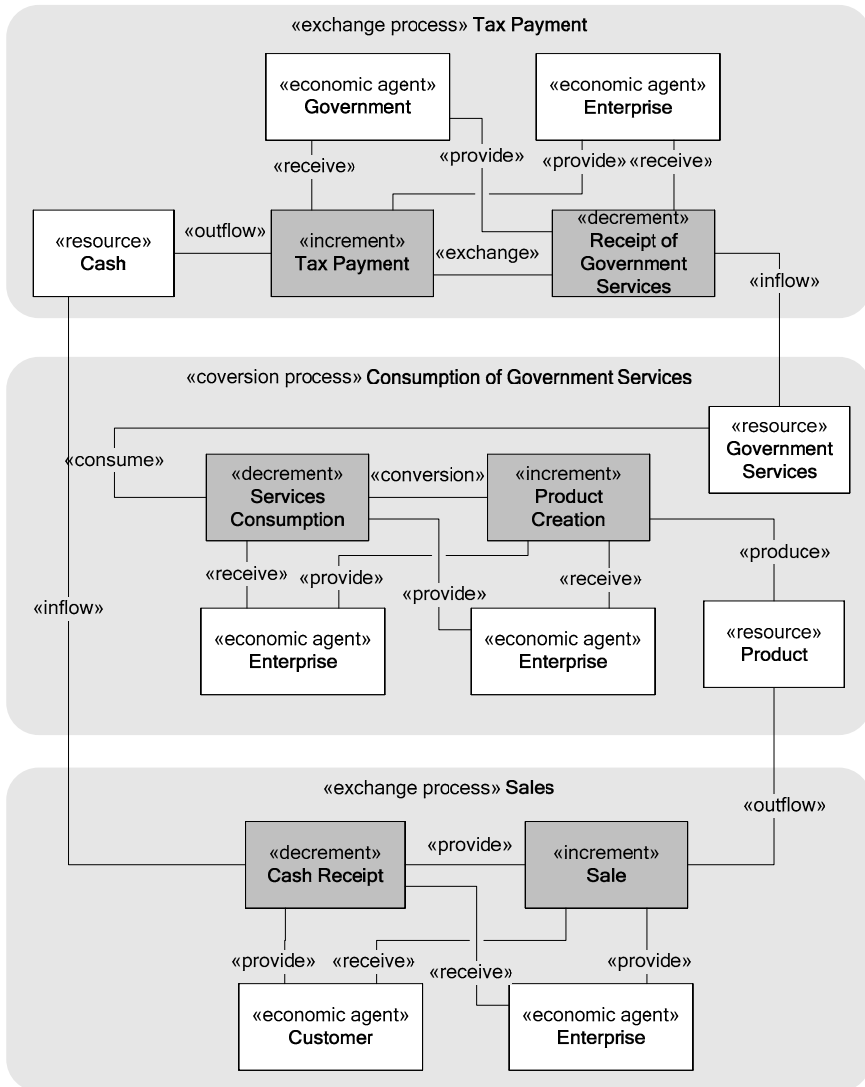 «exchange process» Tax Payment
«economic agent»
Government
«economic agent»
Enterprise
«receive»
«provide»
«provide»
«receive»
«resource»
Cash
«outflow»
«increment»
Tax Payment
«exchange»
«decrement»
Receipt of
Government
Services
«inflow»
«coversion process» Consumption of Government Services
«resource»
Government
Services
«consume»
«decrement»
Services
Consumption
«conversion»
«increment»
Product
Creation
«produce»
«receive»
«provide»
«provide»
«receive»
«inflow»
«economic agent»
Enterprise
«economic agent»
Enterprise
«resource»
Product
«exchange process» Sales
«outflow»
«decrement»
Cash Receipt
«provide»
«increment»
Sale
«provide»
«receive»
«receive»
«provide»
«economic agent»
Customer
«economic agent»
Enterprise